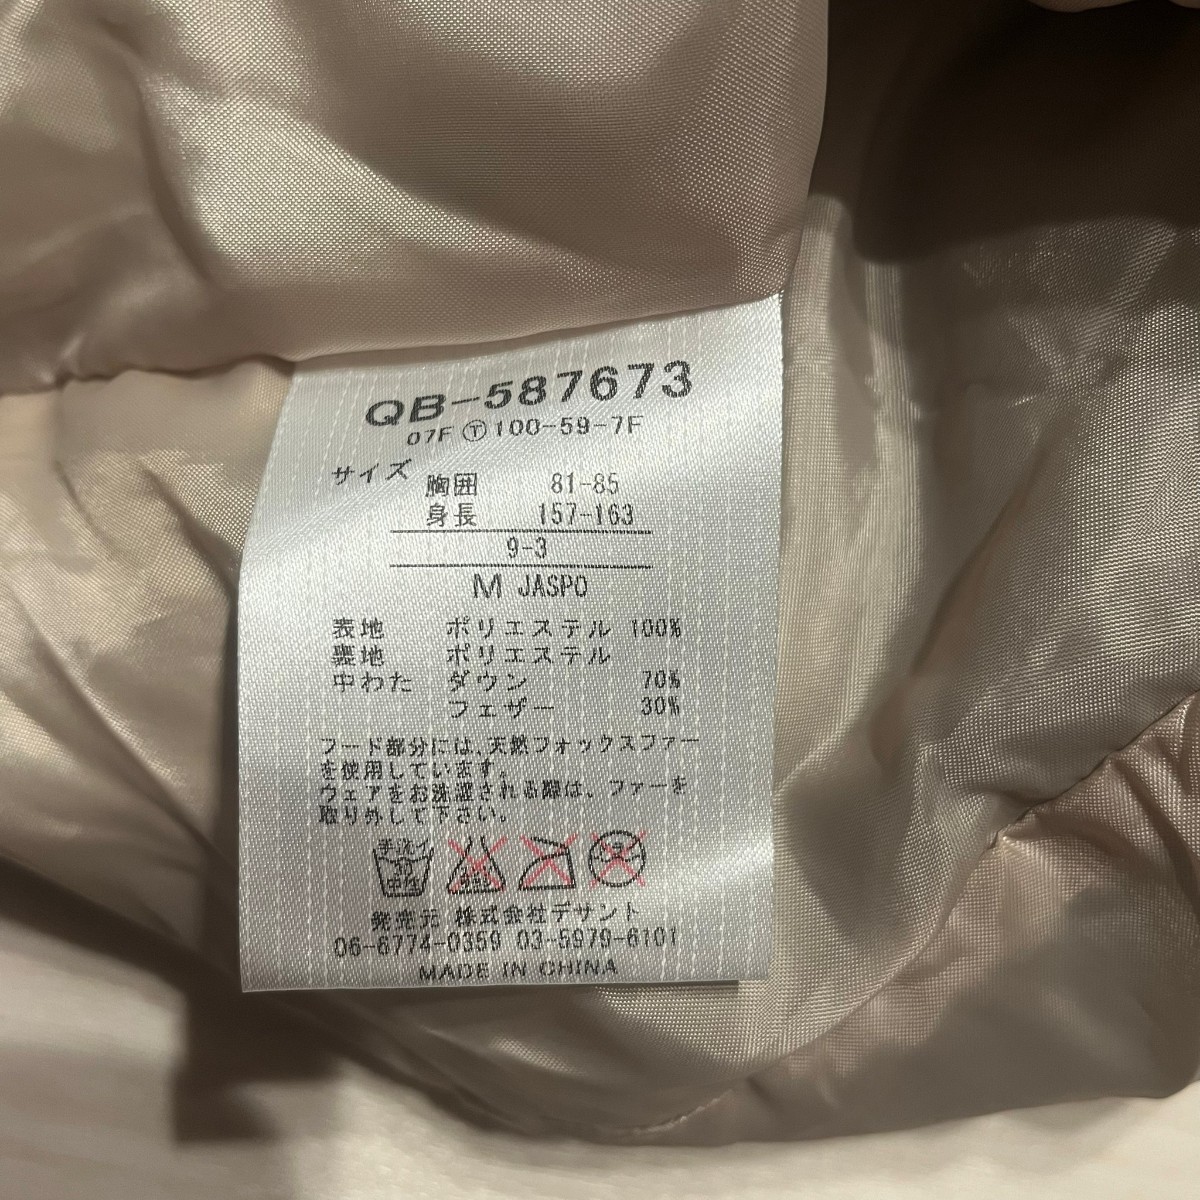 QB-587673
07F Ⓣ 100-59-7F
サイズ
胸囲 81-85
身長 157-163
9-3
M JASPO
表地 ポリエステル 100%
裏地 ポリエステル
中わた ダウン 70%
フェザー 30%
フード部分には、天然フォックスファー
を使用しています。
ウェアをお洗濯される際は、ファーを
取り外して下さい。
手洗イ
30
中性
発売元 株式会社デサント
06-6774-0359 03-5979-6101
MADE IN CHINA